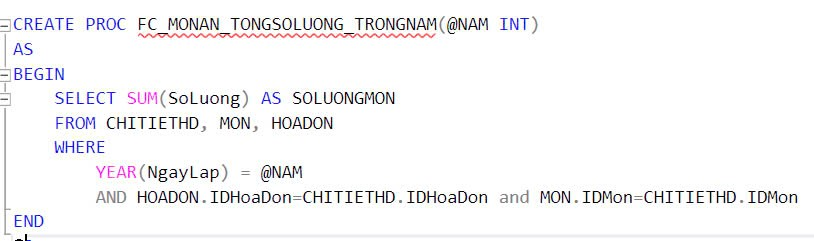 CREATE PROC FC_MONAN_TONGSOLUONG_TRONGNAM(@NAM INT)
AS
BEGIN
SELECT SUM(SoLuong) AS SOLUONGMON
FROM CHITIETHD, MON, HOADON
WHERE
YEAR(NgayLap) = @NAM
AND HOADON.IDHoaDon=CHITIETHD.IDHoaDon and MON.IDMon=CHITIETHD.IDMon
END